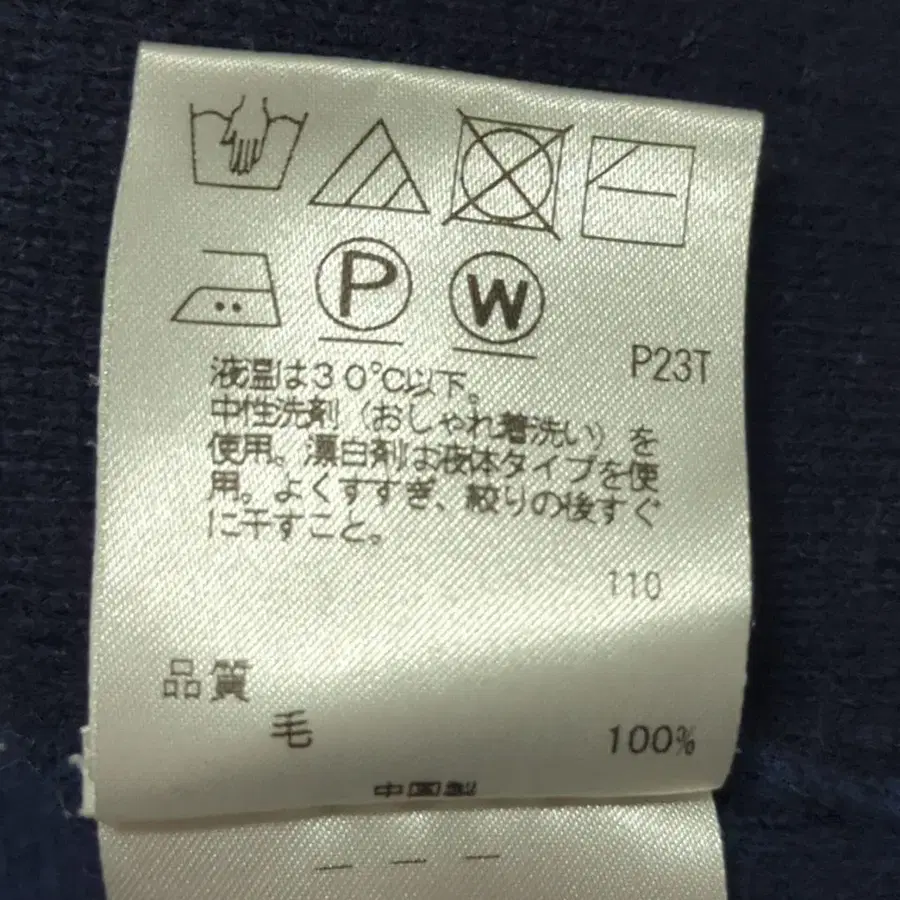 P
W
P23T
液温は30℃以下。
中性洗剤(おしゃれ着洗い)を
使用。漂白剤は液体タイプを使
用。よくすすぎ、絞りの後すぐ
に干すこと。
110
品質
毛 100%
中国製